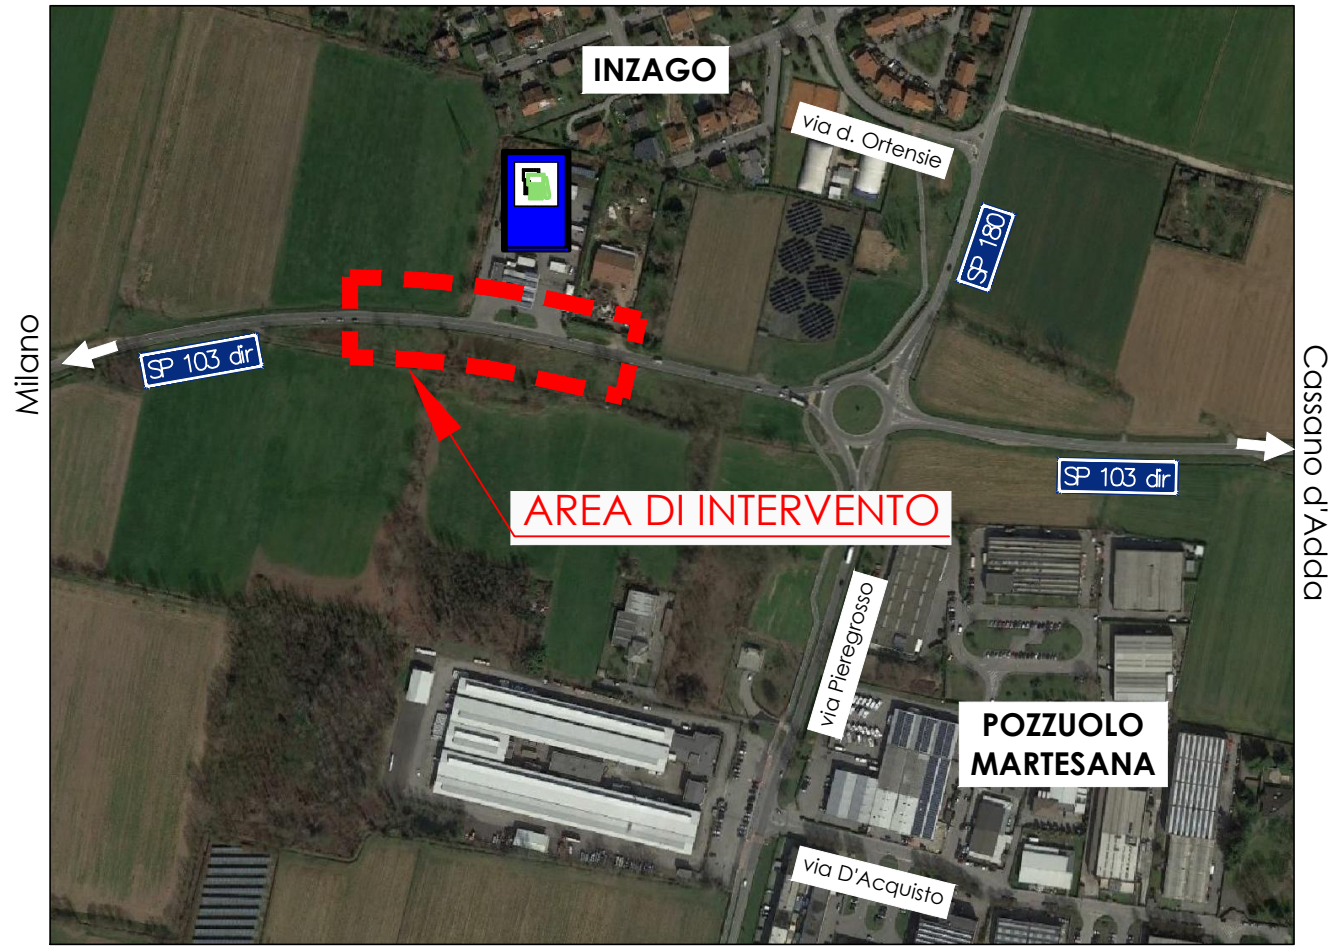 INZAGO
via d. Ortensie
SP 180
Milano
SP 103 dir
Cassano d'Adda
SP 103 dir
AREA DI INTERVENTO
via Pieregrosso
POZZUOLO
MARTESANA
via D'Acquisto